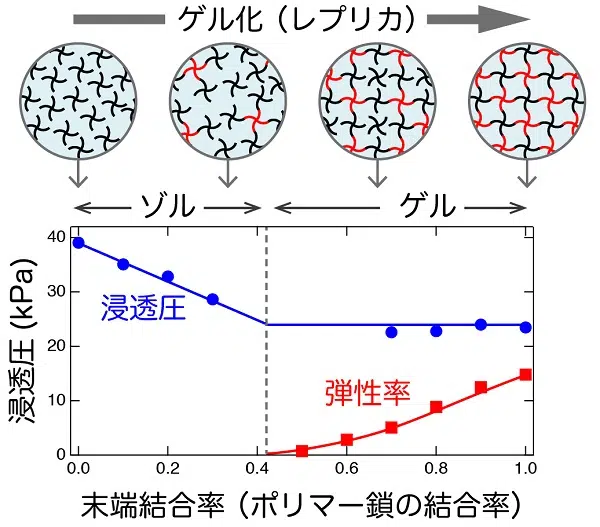 ゲル化（レプリカ）
ゾル
ゲル
浸透圧 (kPa)
40
30
20
10
0
浸透圧
弾性率
0.0 0.2 0.4 0.6 0.8 1.0
末端結合率（ポリマー鎖の結合率）